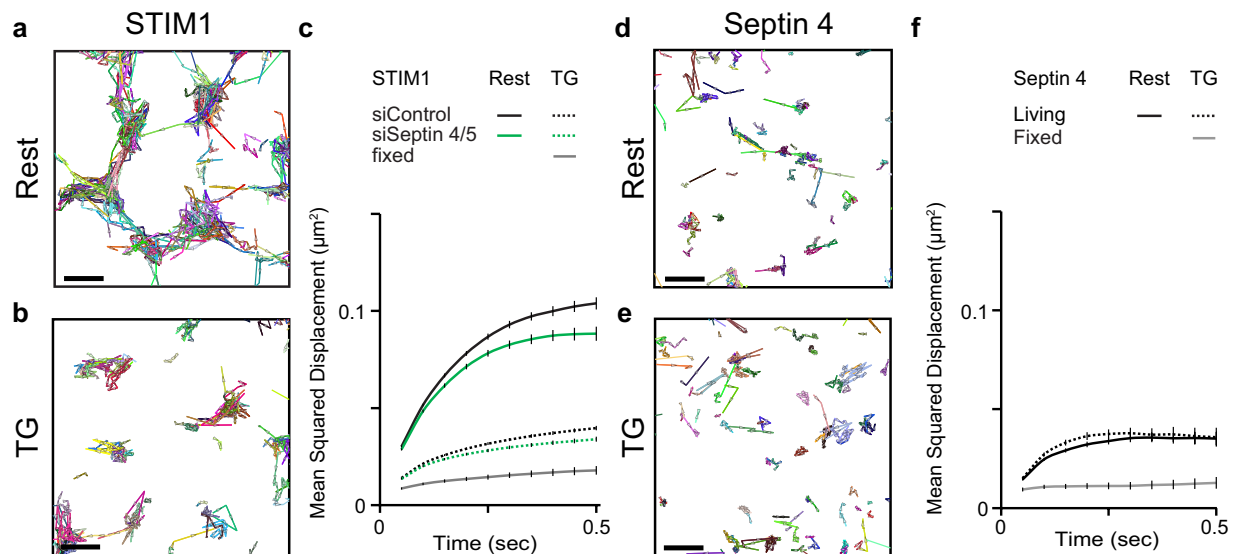 a
STIM1
Rest
b
TG
c
STIM1 Rest TG
siControl
siSeptin 4/5
fixed
Mean Squared Displacement (μm²)
0.1
0
0 0.5
Time (sec)
d
Septin 4
Rest
e
TG
f
Septin 4 Rest TG
Living
Fixed
Mean Squared Displacement (μm²)
0.1
0
0 0.5
Time (sec)